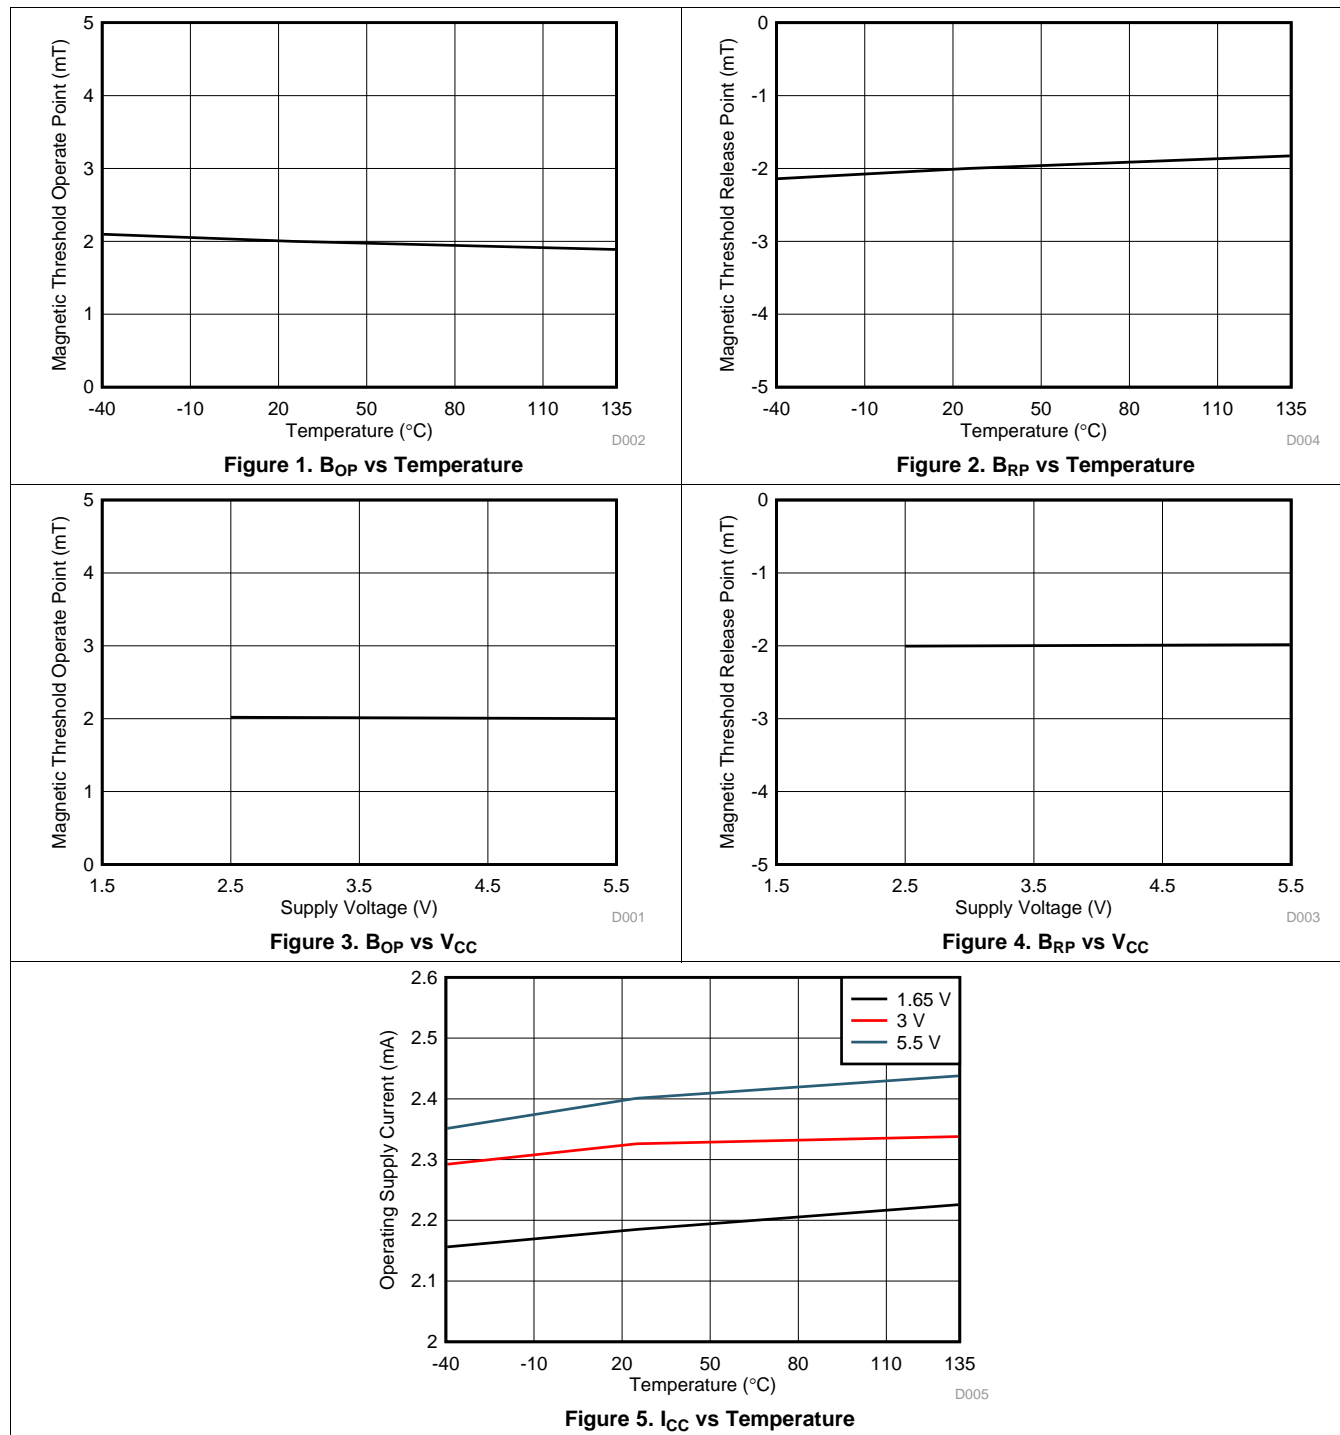 Magnetic Threshold Operate Point (mT)
5
4
3
2
1
0
-40 -10 20 50 80 110 135
Temperature (°C)
D002
Figure 1. BOP vs Temperature
Magnetic Threshold Release Point (mT)
0
-1
-2
-3
-4
-5
-40 -10 20 50 80 110 135
Temperature (°C)
D004
Figure 2. BRP vs Temperature
Magnetic Threshold Operate Point (mT)
5
4
3
2
1
0
1.5 2.5 3.5 4.5 5.5
Supply Voltage (V)
D001
Figure 3. BOP vs VCC
Magnetic Threshold Release Point (mT)
0
-1
-2
-3
-4
-5
1.5 2.5 3.5 4.5 5.5
Supply Voltage (V)
D003
Figure 4. BRP vs VCC
Operating Supply Current (mA)
2.6
2.5
2.4
2.3
2.2
2.1
2
1.65 V
3 V
5.5 V
-40 -10 20 50 80 110 135
Temperature (°C)
D005
Figure 5. ICC vs Temperature